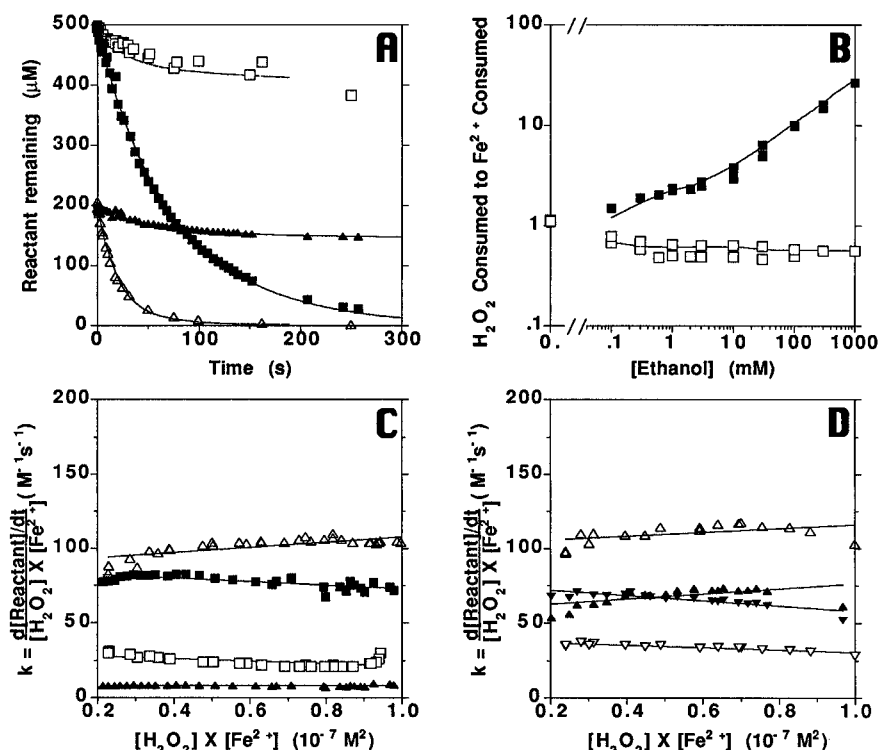 A
Reactant remaining (μM)
500
400
300
200
100
0
0 100 200 300
Time (s)
B
H2O2 Consumed to Fe2+ Consumed
100
10
1
.1
0. .1 1 10 100 1000
[Ethanol] (mM)
C
k = d[Reactant]/dt / [H2O2] X [Fe2+] (M-1s-1)
200
150
100
50
0
0.2 0.4 0.6 0.8 1.0
[H2O2] X [Fe2+] (10-7 M2)
D
k = d[Reactant]/dt / [H2O2] X [Fe2+] (M-1s-1)
200
150
100
50
0
0.2 0.4 0.6 0.8 1.0
[H2O2] X [Fe2+] (10-7 M2)